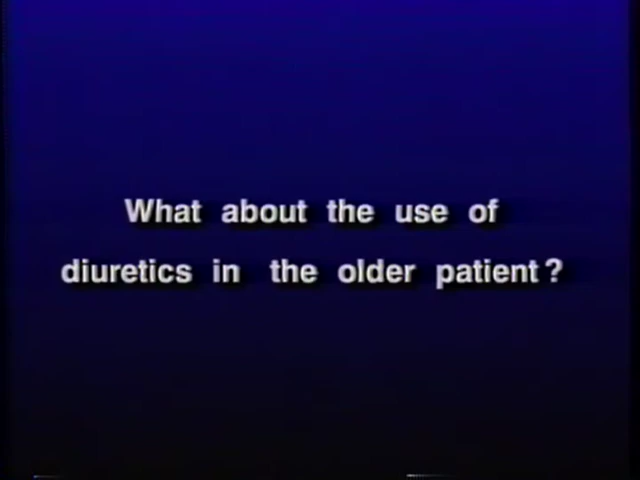 What about the use of
diuretics in the older patient?